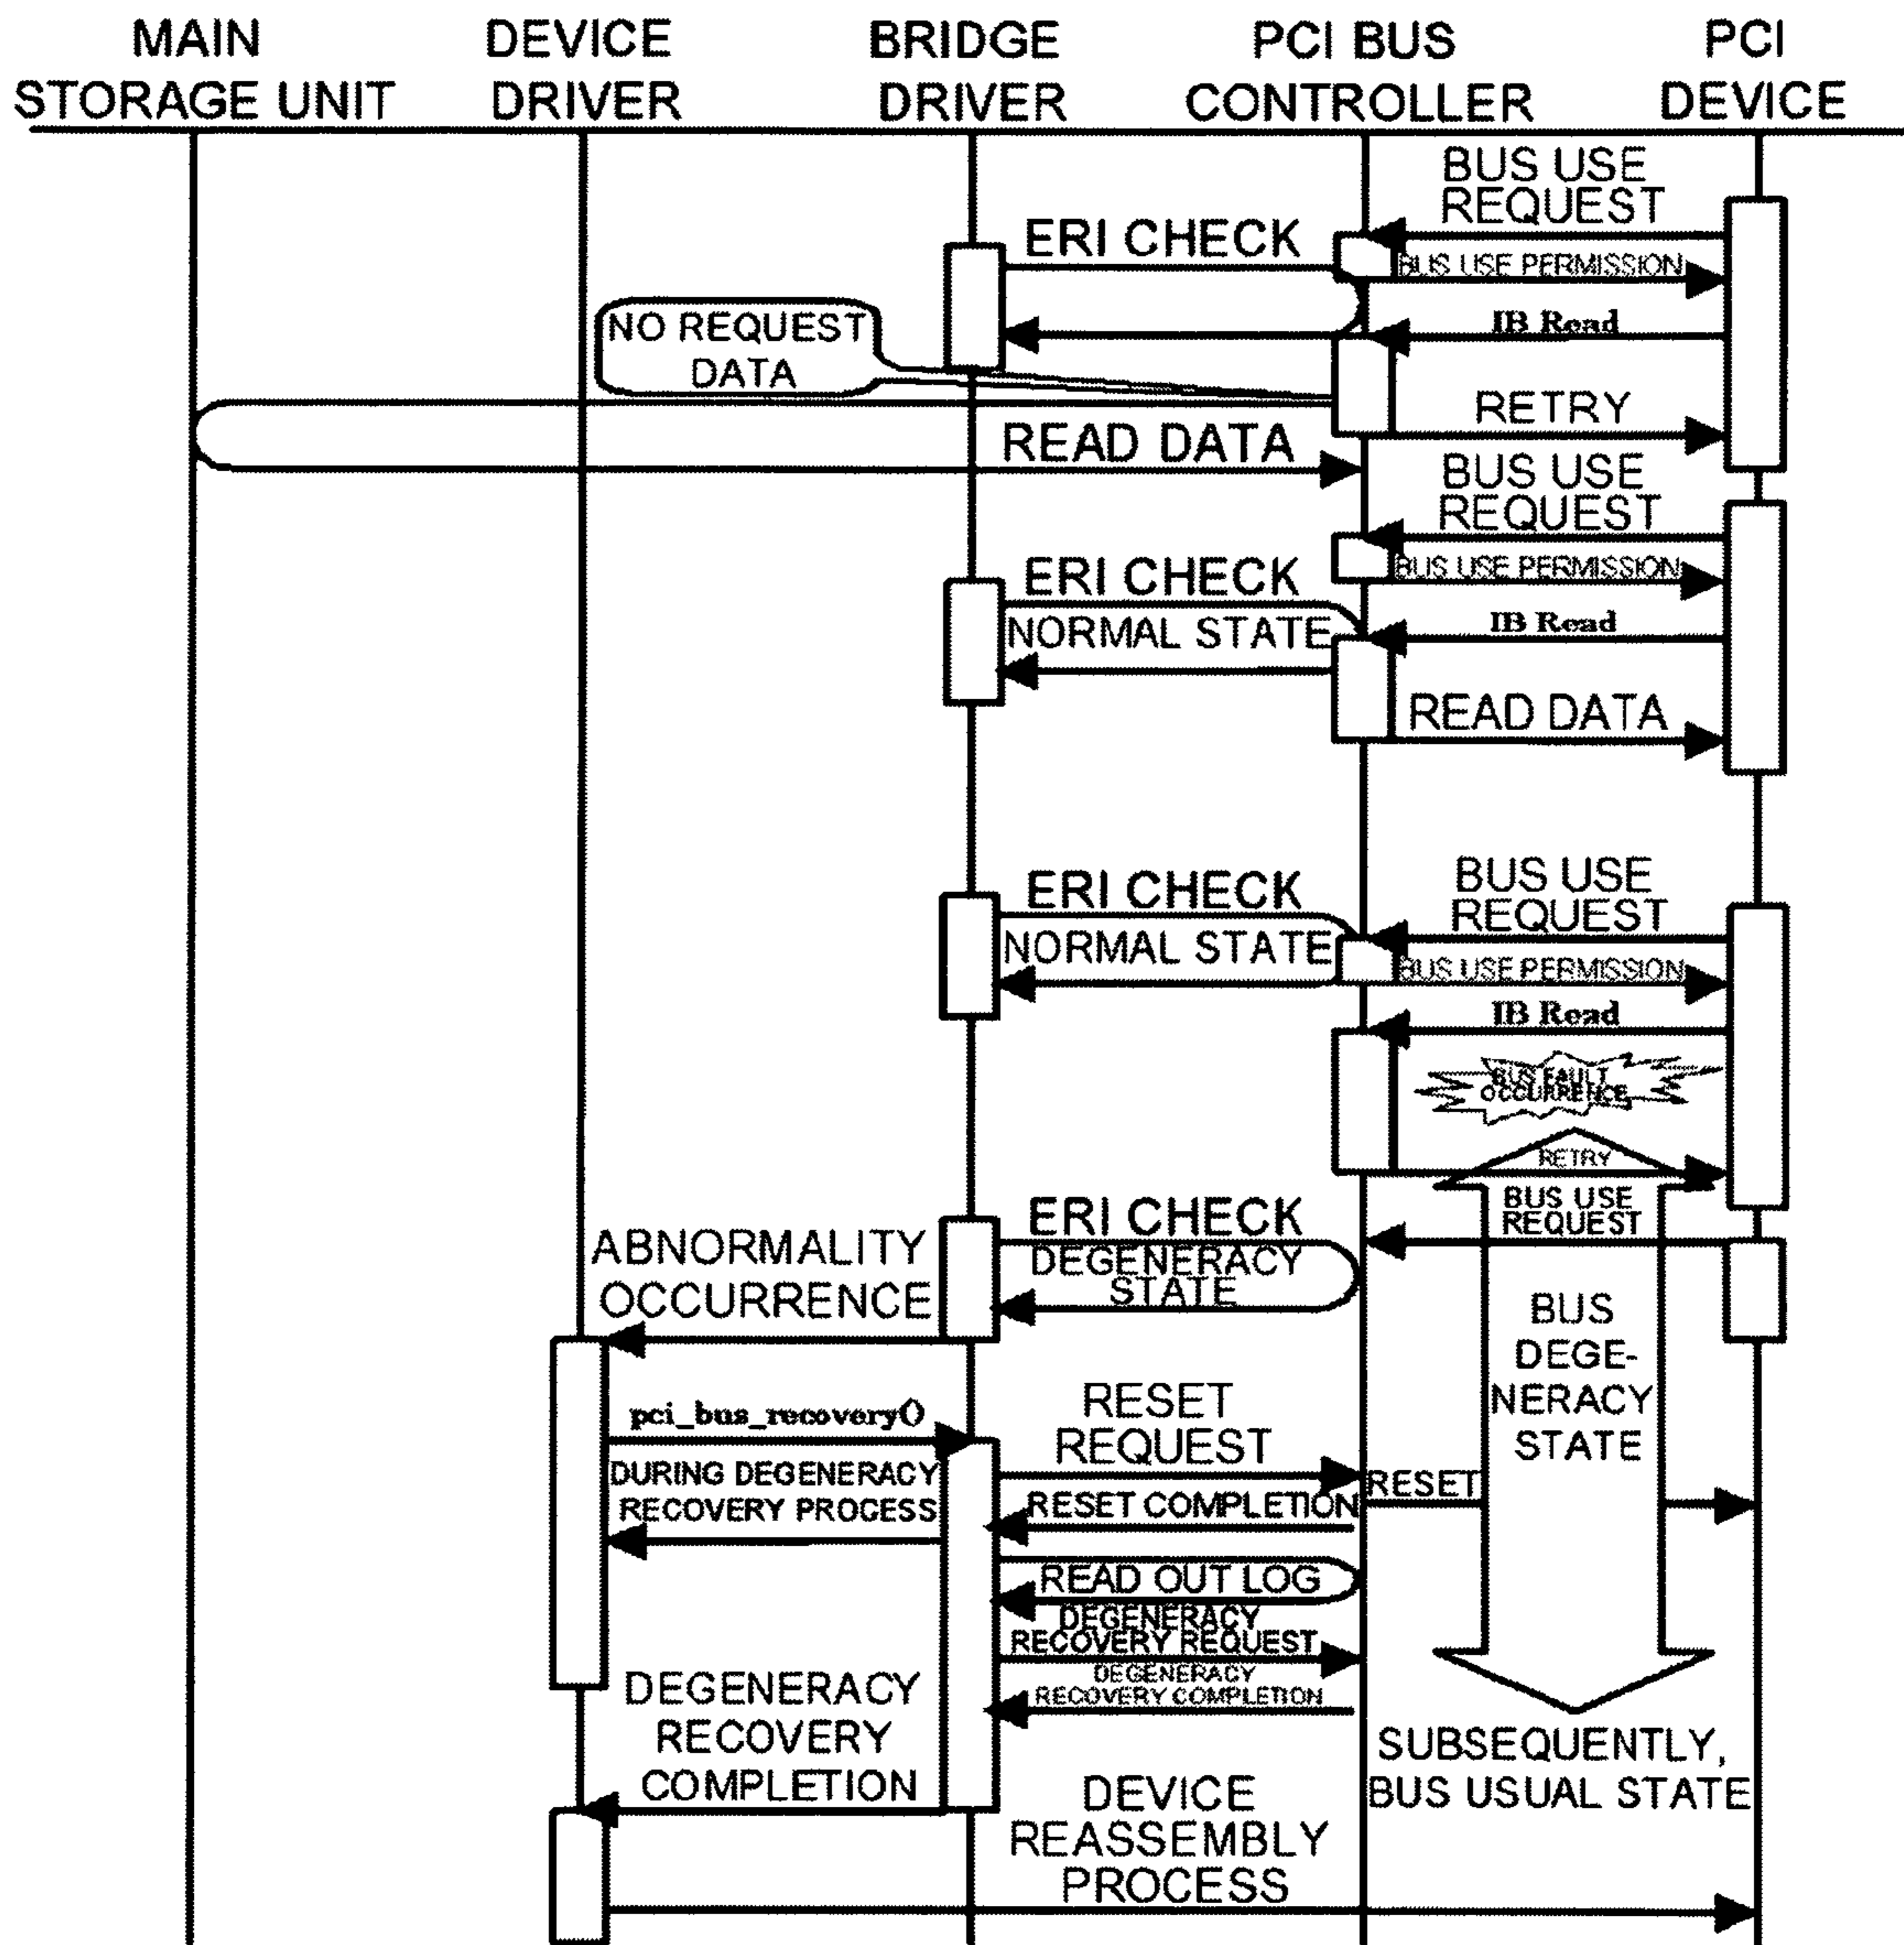 MAIN
STORAGE UNIT
DEVICE
DRIVER
BRIDGE
DRIVER
PCI BUS
CONTROLLER
PCI
DEVICE
BUS USE
REQUEST
ERI CHECK
BUS USE PERMISSION
IB Read
NO REQUEST
DATA
RETRY
READ DATA
BUS USE
REQUEST
BUS USE PERMISSION
ERI CHECK
NORMAL STATE
IB Read
READ DATA
ERI CHECK
NORMAL STATE
BUS USE
REQUEST
BUS USE PERMISSION
IB Read
BUS FAULT
OCCURRENCE
RETRY
BUS USE
REQUEST
ERI CHECK
DEGENERACY
STATE
ABNORMALITY
OCCURRENCE
BUS
DEGE-
NERACY
STATE
pci_bus_recovery()
RESET
REQUEST
DURING DEGENERACY
RECOVERY PROCESS
RESET
RESET COMPLETION
READ OUT LOG
DEGENERACY
RECOVERY REQUEST
DEGENERACY
RECOVERY COMPLETION
DEGENERACY
RECOVERY
COMPLETION
SUBSEQUENTLY,
BUS USUAL STATE
DEVICE
REASSEMBLY
PROCESS